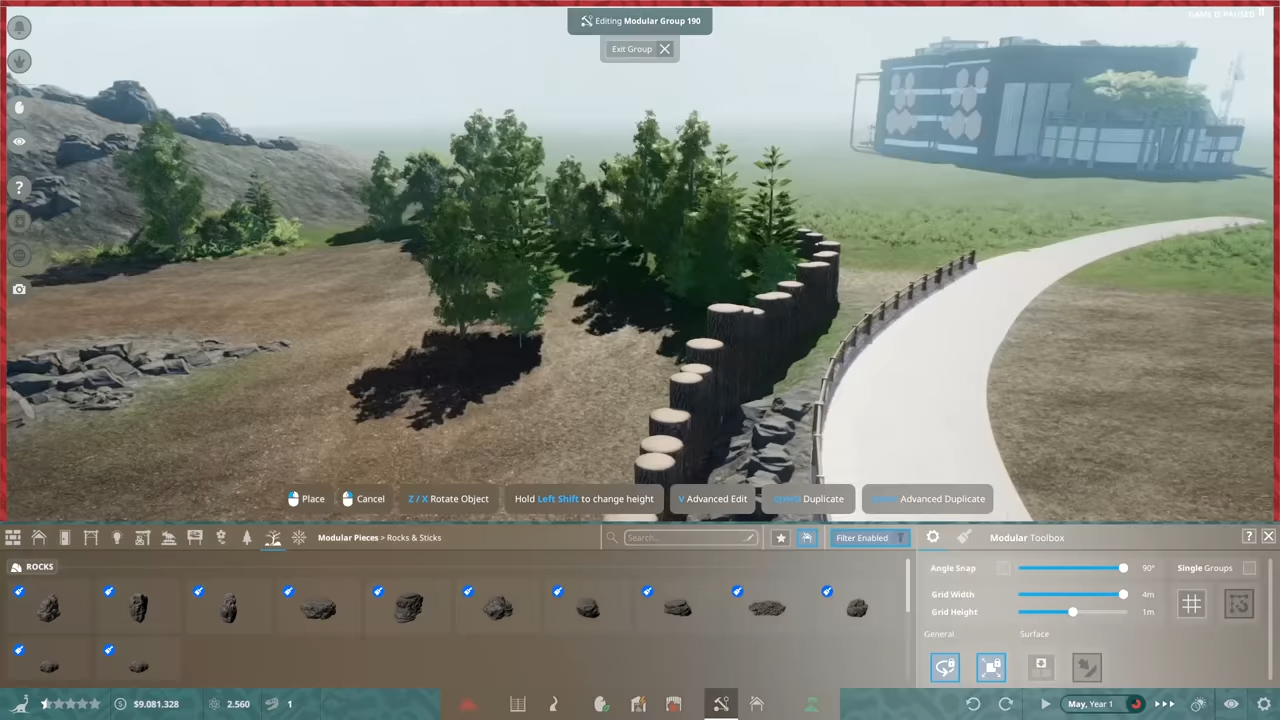 Editing Modular Group 190
GAME IS PAUSED
Exit Group
?
Place
Cancel
Z / X Rotate Object
Hold Left Shift to change height
V Advanced Edit
Duplicate
Advanced Duplicate
Modular Pieces > Rocks & Sticks
Search...
Filter Enabled
Modular Toolbox
?
ROCKS
Angle Snap
90°
Single Groups
Grid Width
4m
Grid Height
1m
General
Surface
$9.081.328
2.560
1
May, Year 1